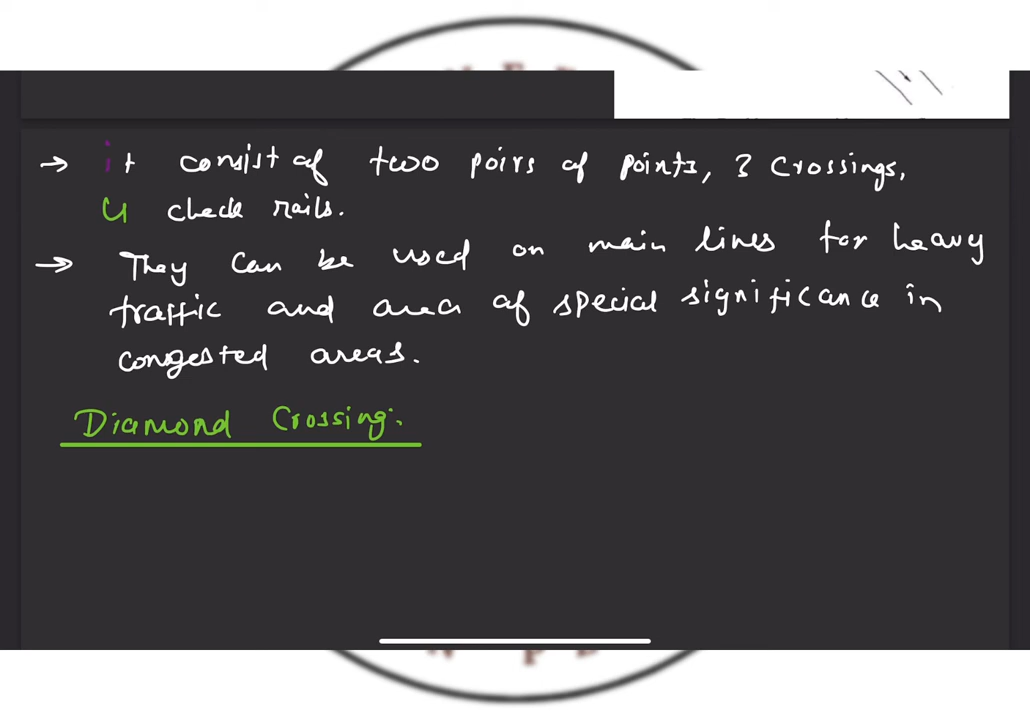 → it consist of two pairs of points, 3 crossings,
4 check rails.
→ They can be used on main lines for heavy
traffic and area of special significance in
congested areas.
Diamond Crossing: